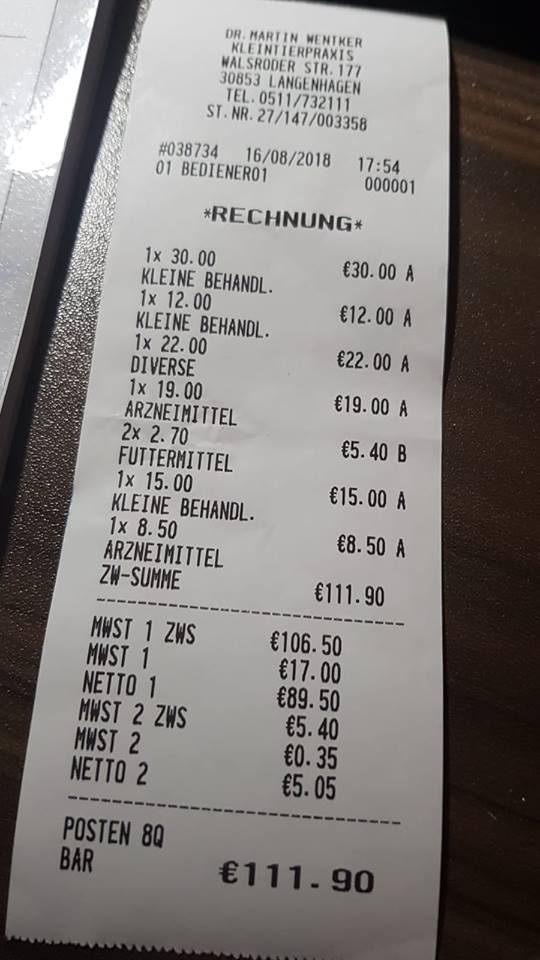 DR. MARTIN WENTKER
KLEINTIERPRAXIS
WALSRODER STR. 177
30853 LANGENHAGEN
TEL. 0511/732111
ST. NR. 27/147/003358
#038734 16/08/2018 17:54
01 BEDIENER01 000001
*RECHNUNG*
1x 30.00
KLEINE BEHANDL. €30.00 A
1x 12.00
KLEINE BEHANDL. €12.00 A
1x 22.00
DIVERSE €22.00 A
1x 19.00
ARZNEIMITTEL €19.00 A
2x 2.70
FUTTERMITTEL €5.40 B
1x 15.00
KLEINE BEHANDL. €15.00 A
1x 8.50
ARZNEIMITTEL €8.50 A
ZW-SUMME €111.90
MWST 1 ZWS €106.50
MWST 1 €17.00
NETTO 1 €89.50
MWST 2 ZWS €5.40
MWST 2 €0.35
NETTO 2 €5.05
POSTEN 8Q
BAR €111.90